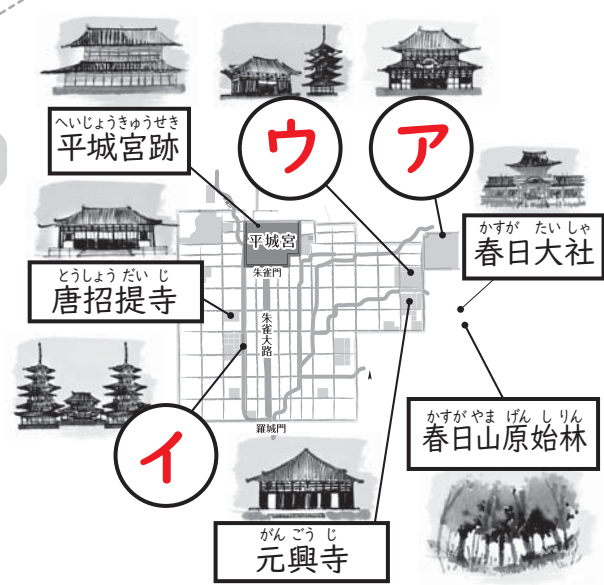 へいじょうきゅうせき
平城宮跡
ウ
ア
かすが たいしゃ
春日大社
平城宮
朱雀門
とうしょうだいじ
唐招提寺
朱雀大路
イ
羅城門
かすがやまげんしりん
春日山原始林
がんごうじ
元興寺